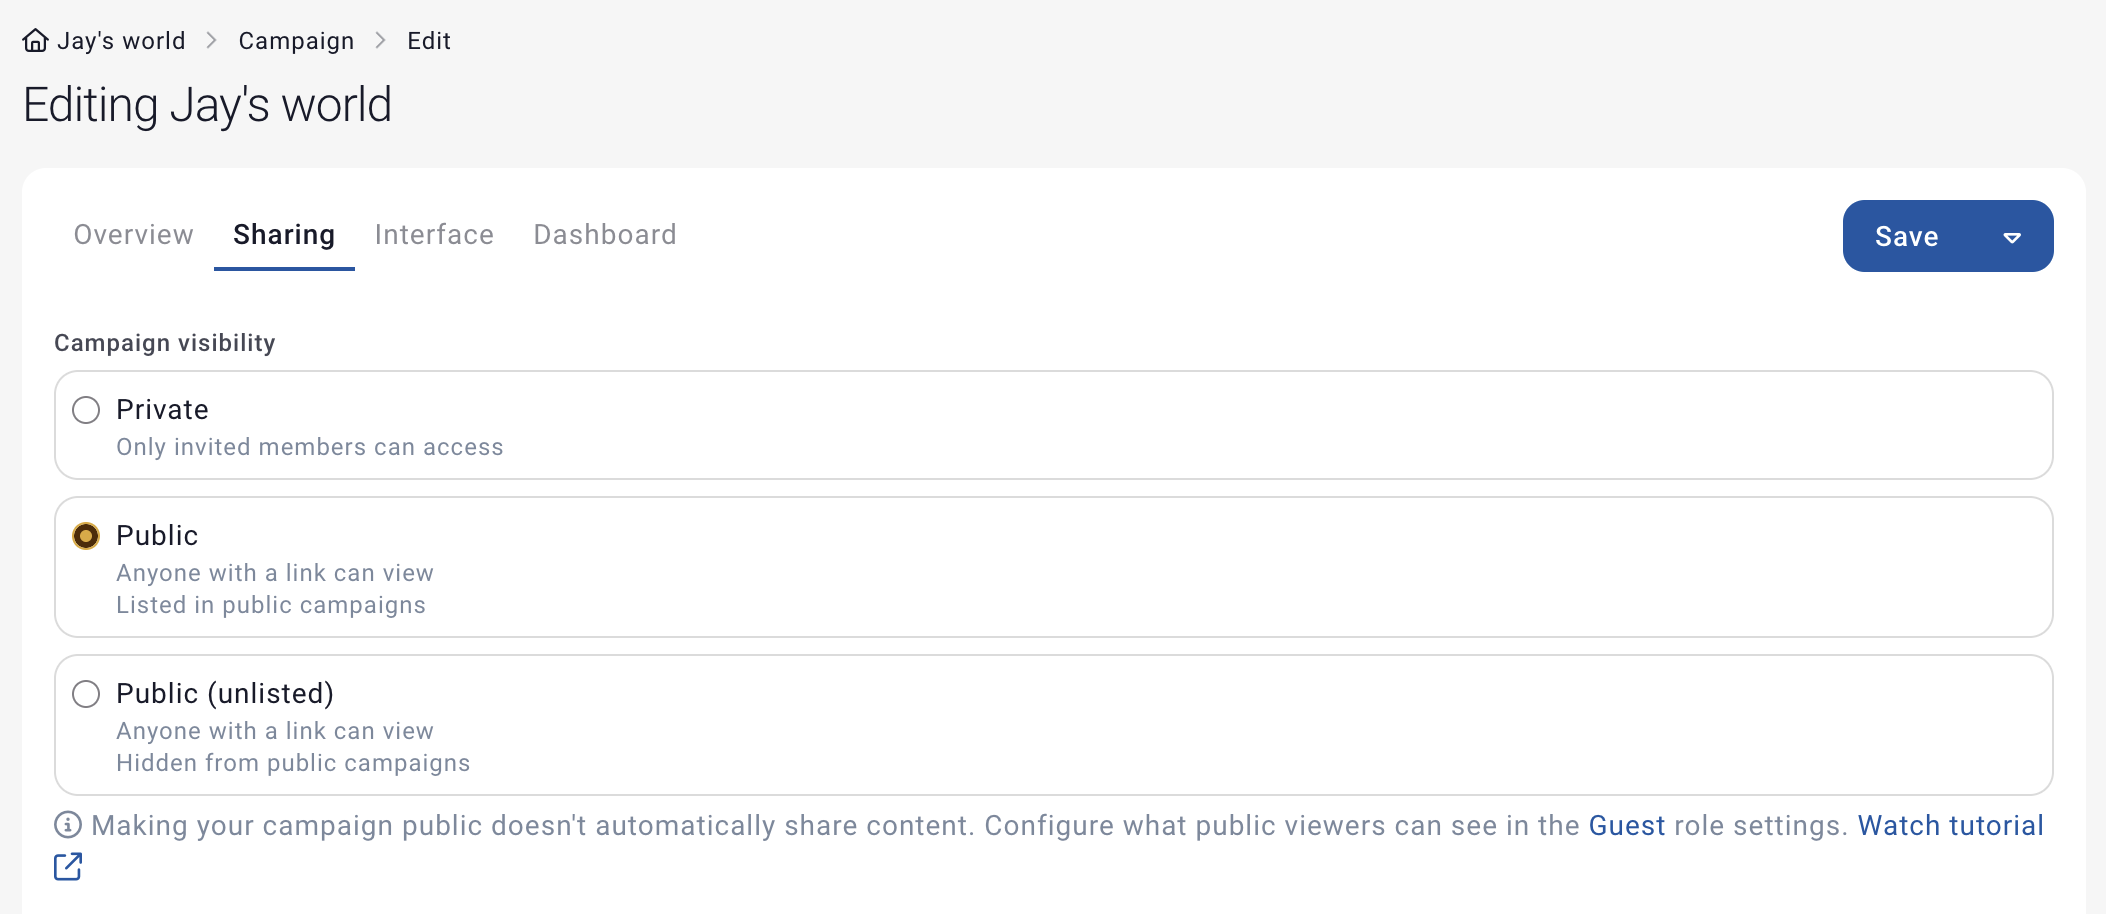 Jay's world > Campaign > Edit
Editing Jay's world
Overview Sharing Interface Dashboard Save
Campaign visibility
Private
Only invited members can access
Public
Anyone with a link can view
Listed in public campaigns
Public (unlisted)
Anyone with a link can view
Hidden from public campaigns
Making your campaign public doesn't automatically share content. Configure what public viewers can see in the Guest role settings. Watch tutorial